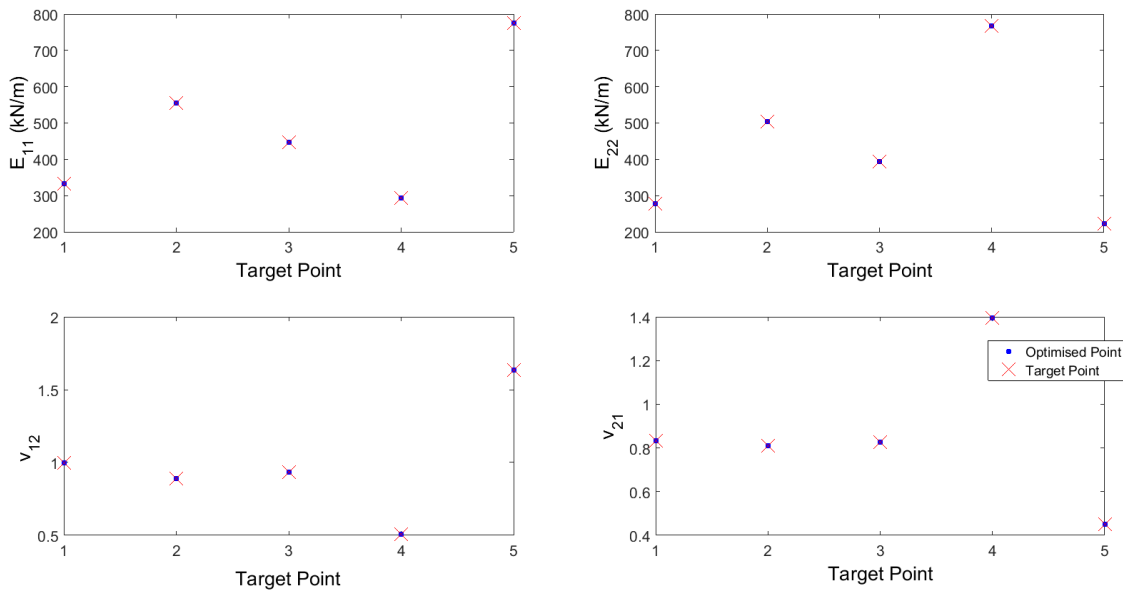 800
700
600
500
400
300
200
E11 (kN/m)
1 2 3 4 5
Target Point
800
700
600
500
400
300
200
E22 (kN/m)
1 2 3 4 5
Target Point
2
1.5
1
0.5
v12
1 2 3 4 5
Target Point
1.4
1.2
1
0.8
0.6
0.4
v21
Optimised Point
Target Point
1 2 3 4 5
Target Point